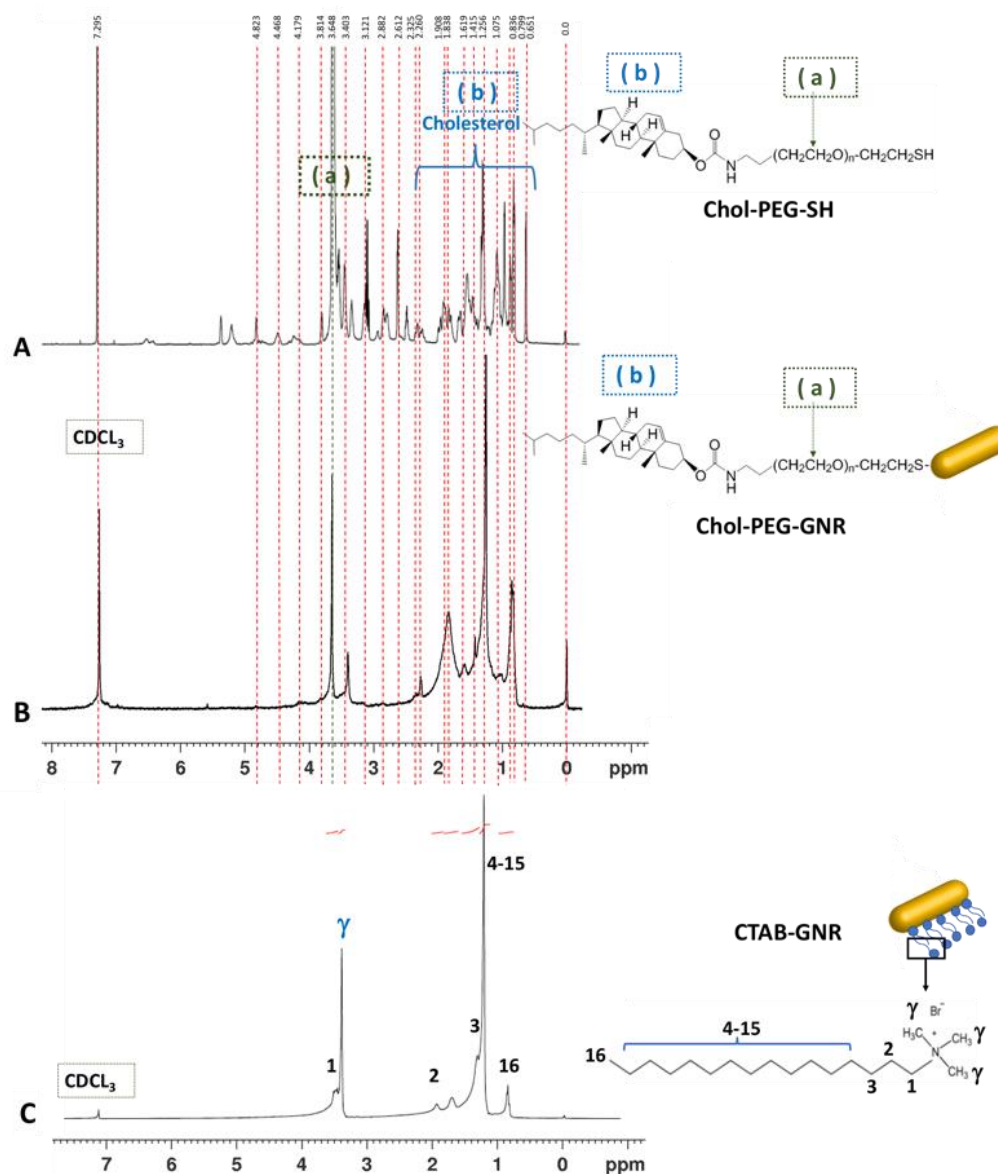 7.295
4.823
4.468
4.179
3.814
3.648
3.403
3.121
2.882
2.612
2.325
2.260
1.908
1.838
1.619
1.415
1.256
1.075
0.836
0.799
0.651
0.0
( b )
Cholesterol
( a )
( b )
( a )
H
H
H
O
O
N
H
(CH₂CH₂O)ₙ-CH₂CH₂SH
Chol-PEG-SH
A
( b )
( a )
H
H
H
O
O
N
H
(CH₂CH₂O)ₙ-CH₂CH₂S-
Chol-PEG-GNR
CDCL₃
B
8 7 6 5 4 3 2 1 0 ppm
4-15
γ
3
1
2
16
CDCL₃
C
7 6 5 4 3 2 1 0 ppm
CTAB-GNR
γ Br⁻
4-15
H₃C
+
CH₃ γ
N
CH₃ γ
16
2
3
1